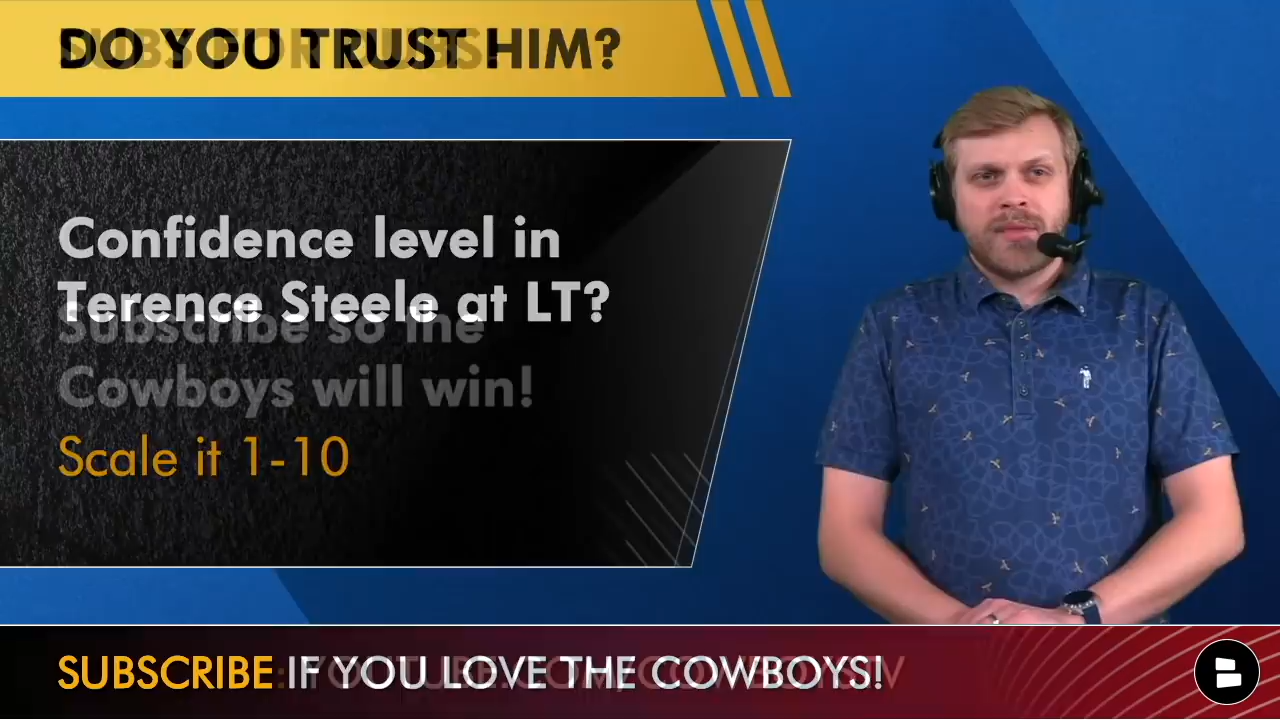 DO YOU TRUST HIM?
Confidence level in
Terence Steele at LT?
Subscribe so the
Cowboys will win!
Scale it 1-10
SUBSCRIBE IF YOU LOVE THE COWBOYS!